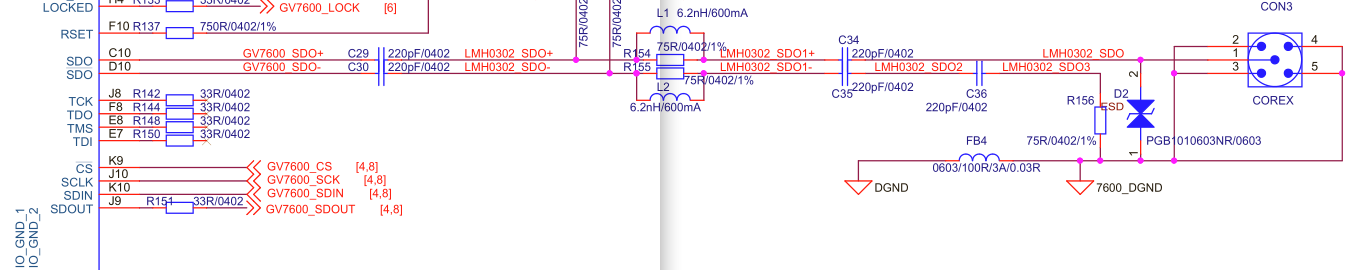 LOCKED
H4 R135
33R/0402
GV7600_LOCK [6]
RSET
F10 R137
750R/0402/1%
75R/0402
75R/0402
L1 6.2nH/600mA
CON3
SDO
C10
GV7600_SDO+
C29
220pF/0402
LMH0302_SDO+
R154
75R/0402/1%
LMH0302_SDO1+
C34
220pF/0402
LMH0302_SDO
2
4
SDO
D10
GV7600_SDO-
C30
220pF/0402
LMH0302_SDO-
R155
75R/0402/1%
LMH0302_SDO1-
C35
220pF/0402
LMH0302_SDO2
C36
220pF/0402
LMH0302_SDO3
1
3
5
COREX
L2
6.2nH/600mA
TCK J8 R142 33R/0402
TDO F8 R144 33R/0402
TMS E8 R148 33R/0402
TDI E7 R150 33R/0402
R156
75R/0402/1%
ESD
D2
2
1
PGB1010603NR/0603
FB4
0603/100R/3A/0.03R
DGND
7600_DGND
CS K9 GV7600_CS [4,8]
SCLK J10 GV7600_SCK [4,8]
SDIN K10 GV7600_SDIN [4,8]
SDOUT J9 R151 33R/0402 GV7600_SDOUT [4,8]
IO_GND_1
IO_GND_2